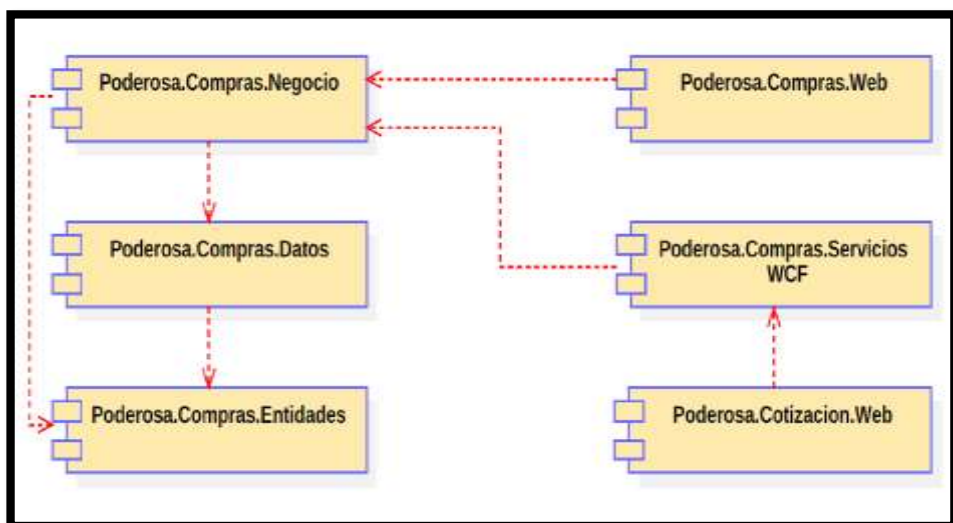 Poderosa.Compras.Negocio
Poderosa.Compras.Web
Poderosa.Compras.Datos
Poderosa.Compras.Servicios
WCF
Poderosa.Compras.Entidades
Poderosa.Cotizacion.Web